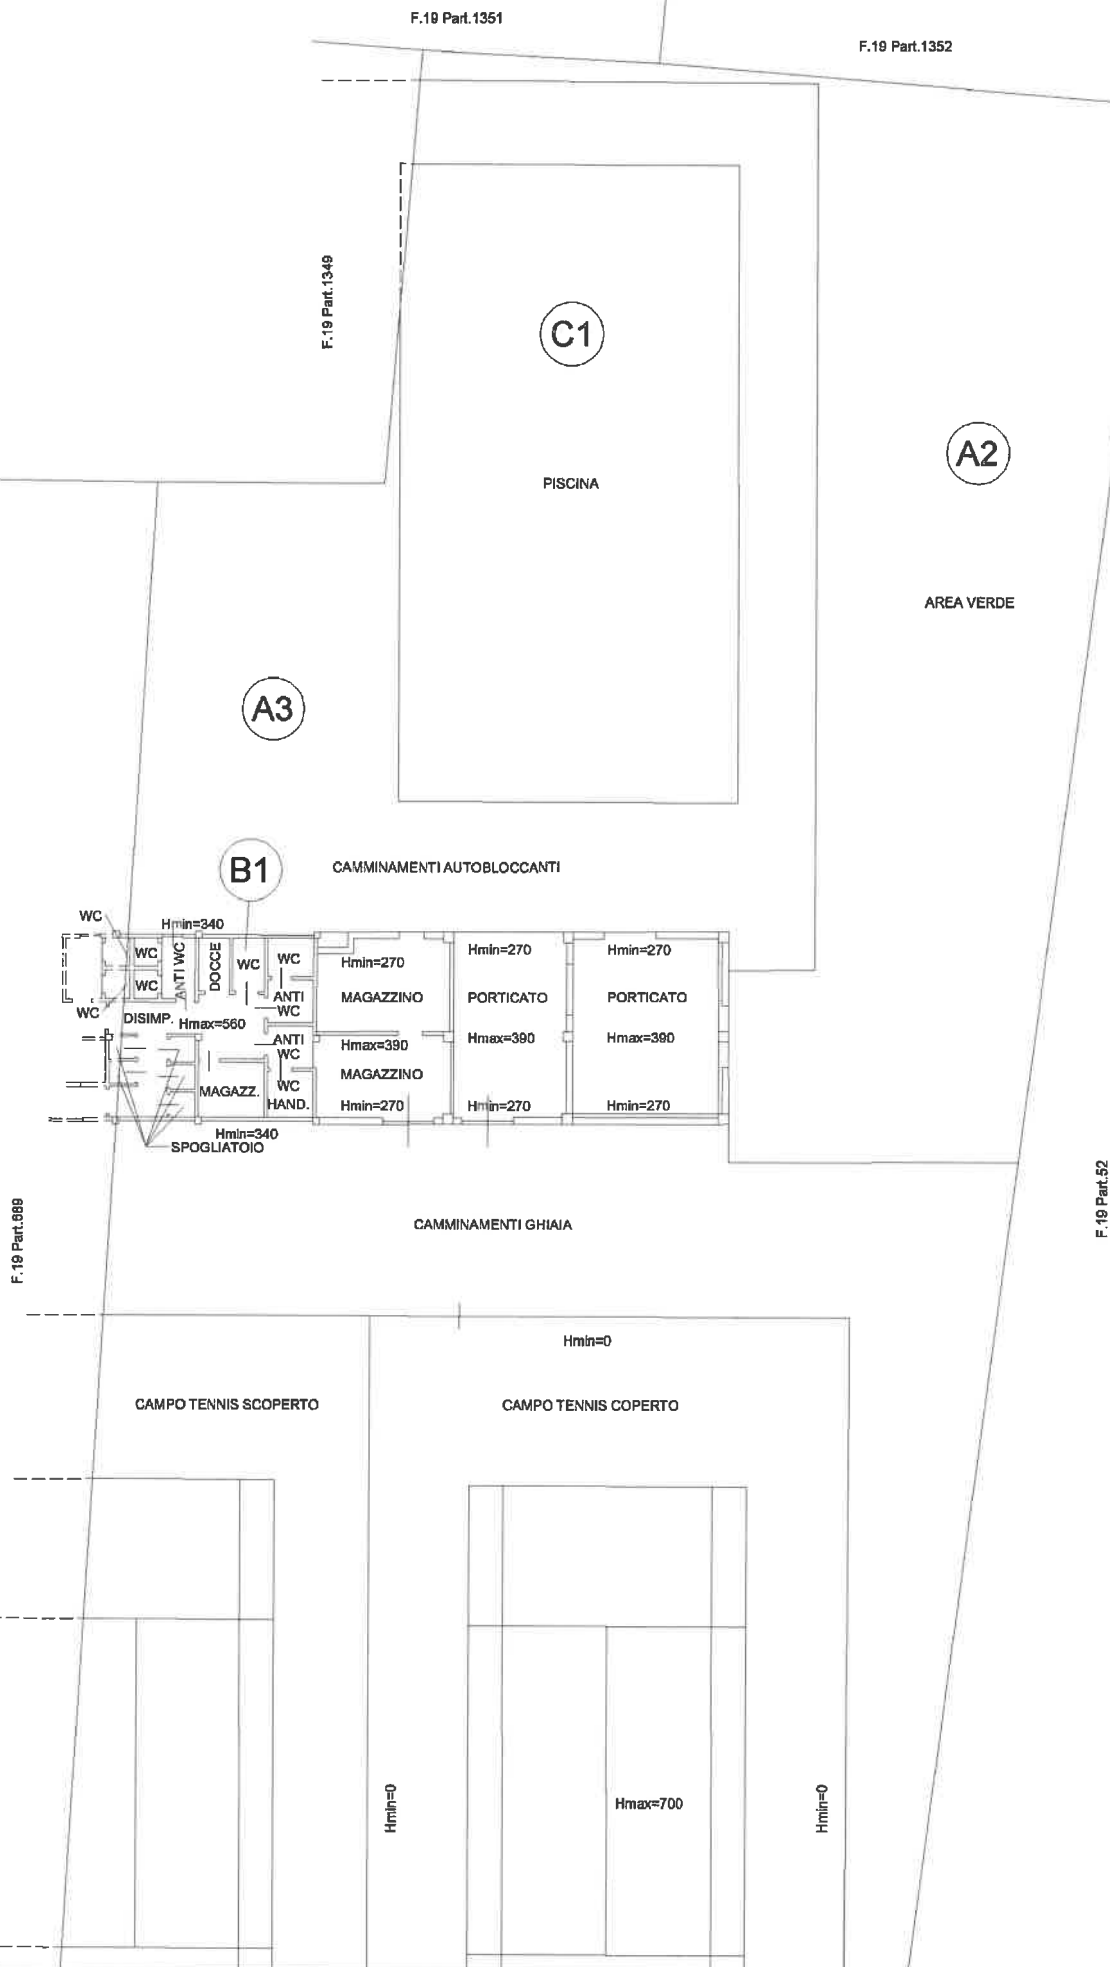 F.19 Part.1351
F.19 Part.1352
F.19 Part.1349
C1
A2
PISCINA
AREA VERDE
A3
B1
CAMMINAMENTI AUTOBLOCCANTI
WC
Hmin=340
WC
WC
WC
ANTI WC
DOCCE
WC
WC
ANTI
WC
DISIMP.
Hmax=560
ANTI
WC
WC
HAND.
MAGAZZ.
Hmin=340
SPOGLIATOIO
Hmin=270
MAGAZZINO
Hmax=390
MAGAZZINO
Hmin=270
Hmin=270
PORTICATO
Hmax=390
Hmin=270
Hmin=270
PORTICATO
Hmax=390
Hmin=270
F.19 Part.689
F.19 Part.52
CAMMINAMENTI GHIAIA
Hmin=0
CAMPO TENNIS SCOPERTO
CAMPO TENNIS COPERTO
Hmin=0
Hmax=700
Hmin=0